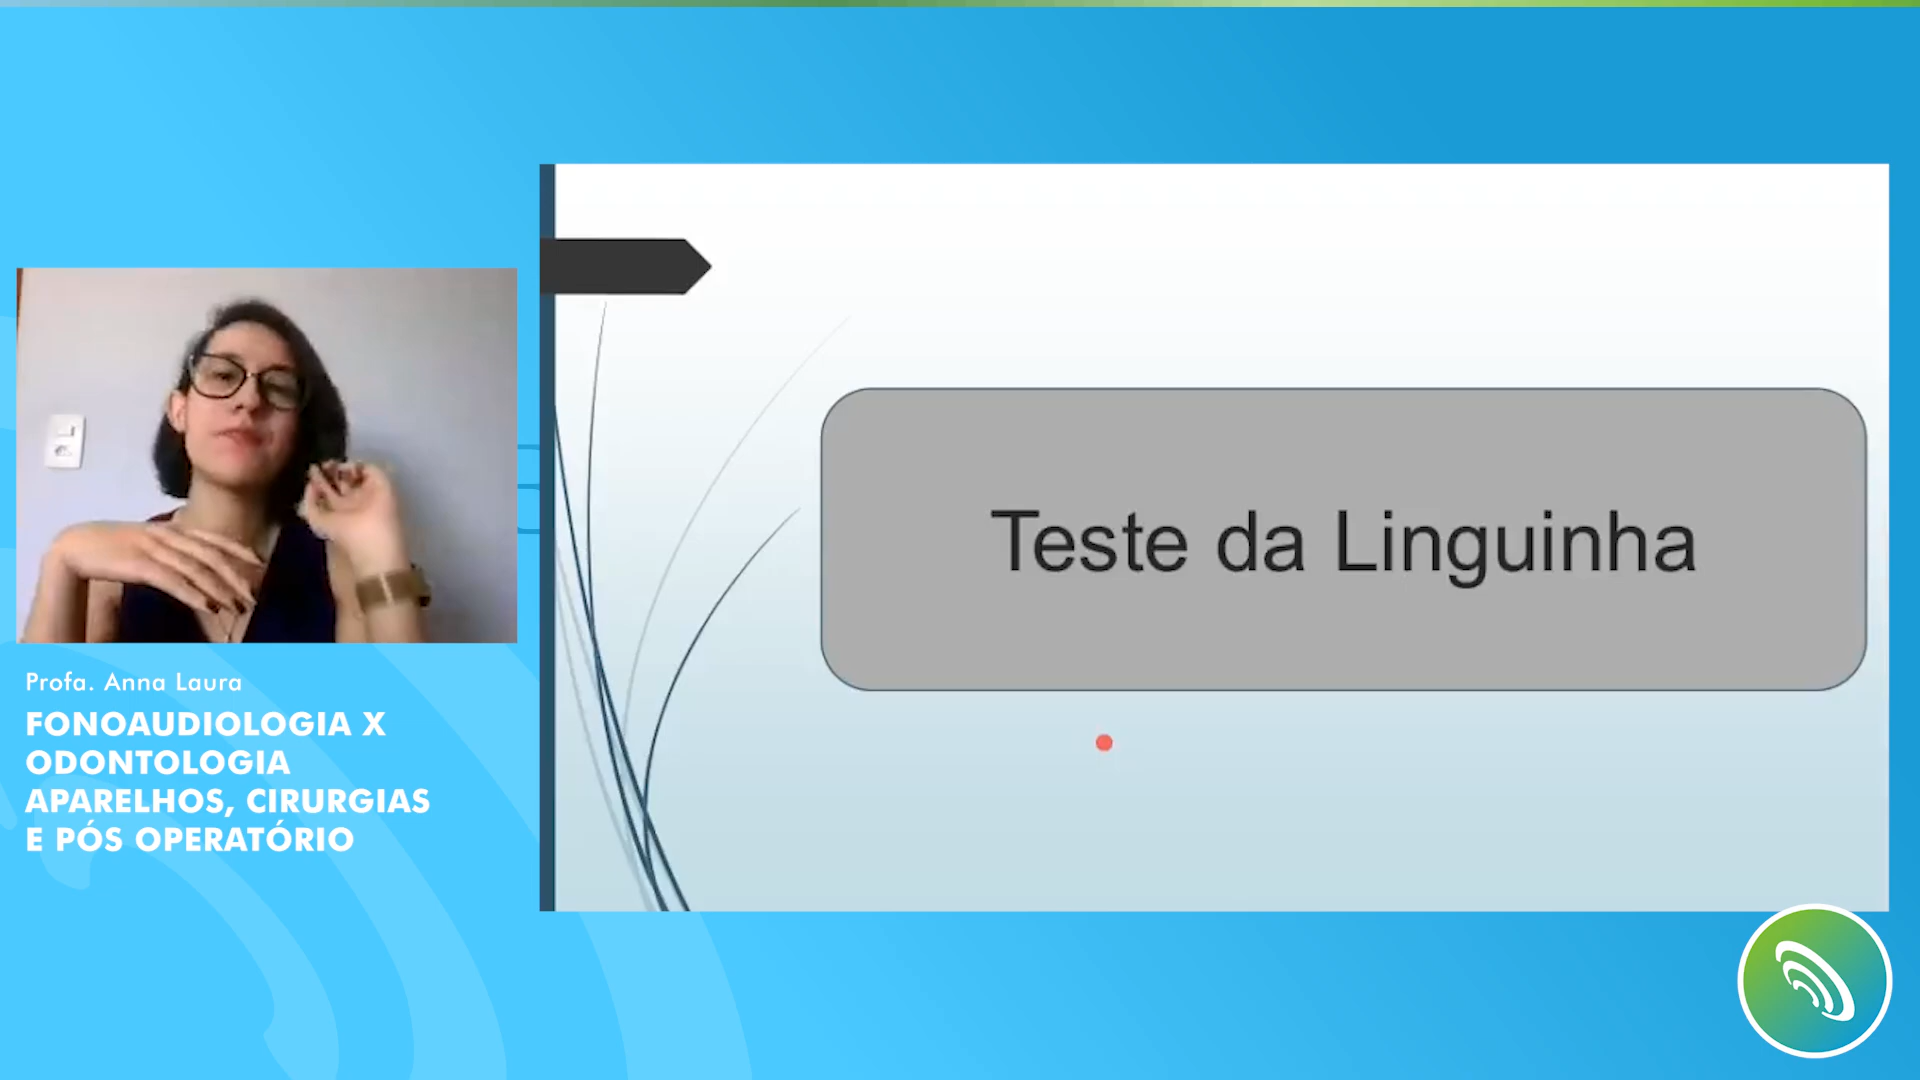 Teste da Linguinha
Profa. Anna Laura
FONOAUDIOLOGIA X
ODONTOLOGIA
APARELHOS, CIRURGIAS
E PÓS OPERATÓRIO